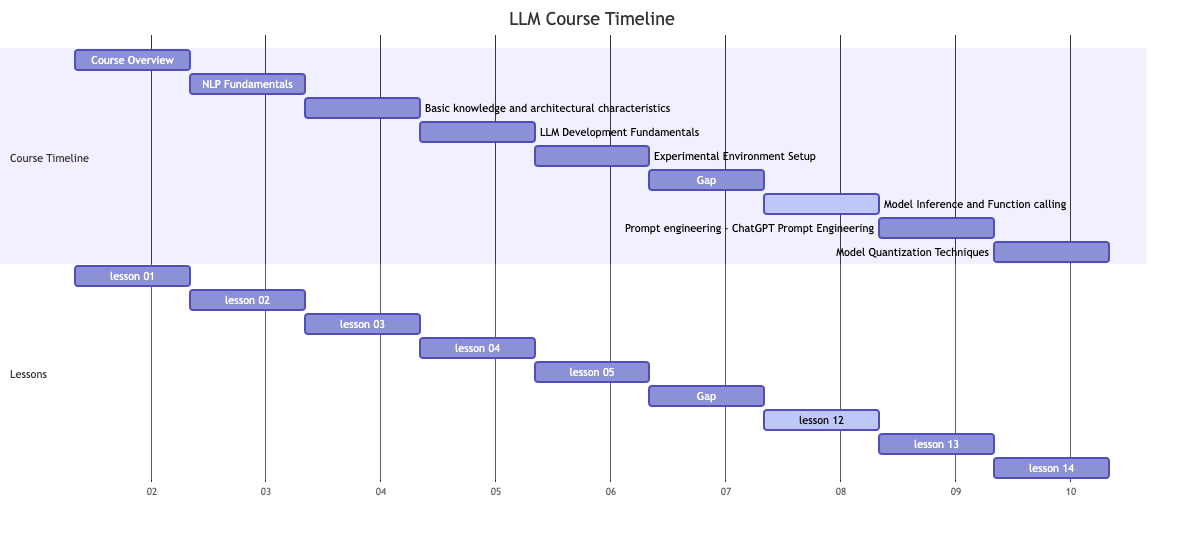 LLM Course Timeline
Course Overview
NLP Fundamentals
Basic knowledge and architectural characteristics
LLM Development Fundamentals
Experimental Environment Setup
Course Timeline
Gap
Model Inference and Function calling
Prompt engineering - ChatGPT Prompt Engineering
Model Quantization Techniques
lesson 01
lesson 02
lesson 03
lesson 04
lesson 05
Lessons
Gap
lesson 12
lesson 13
lesson 14
02 03 04 05 06 07 08 09 10